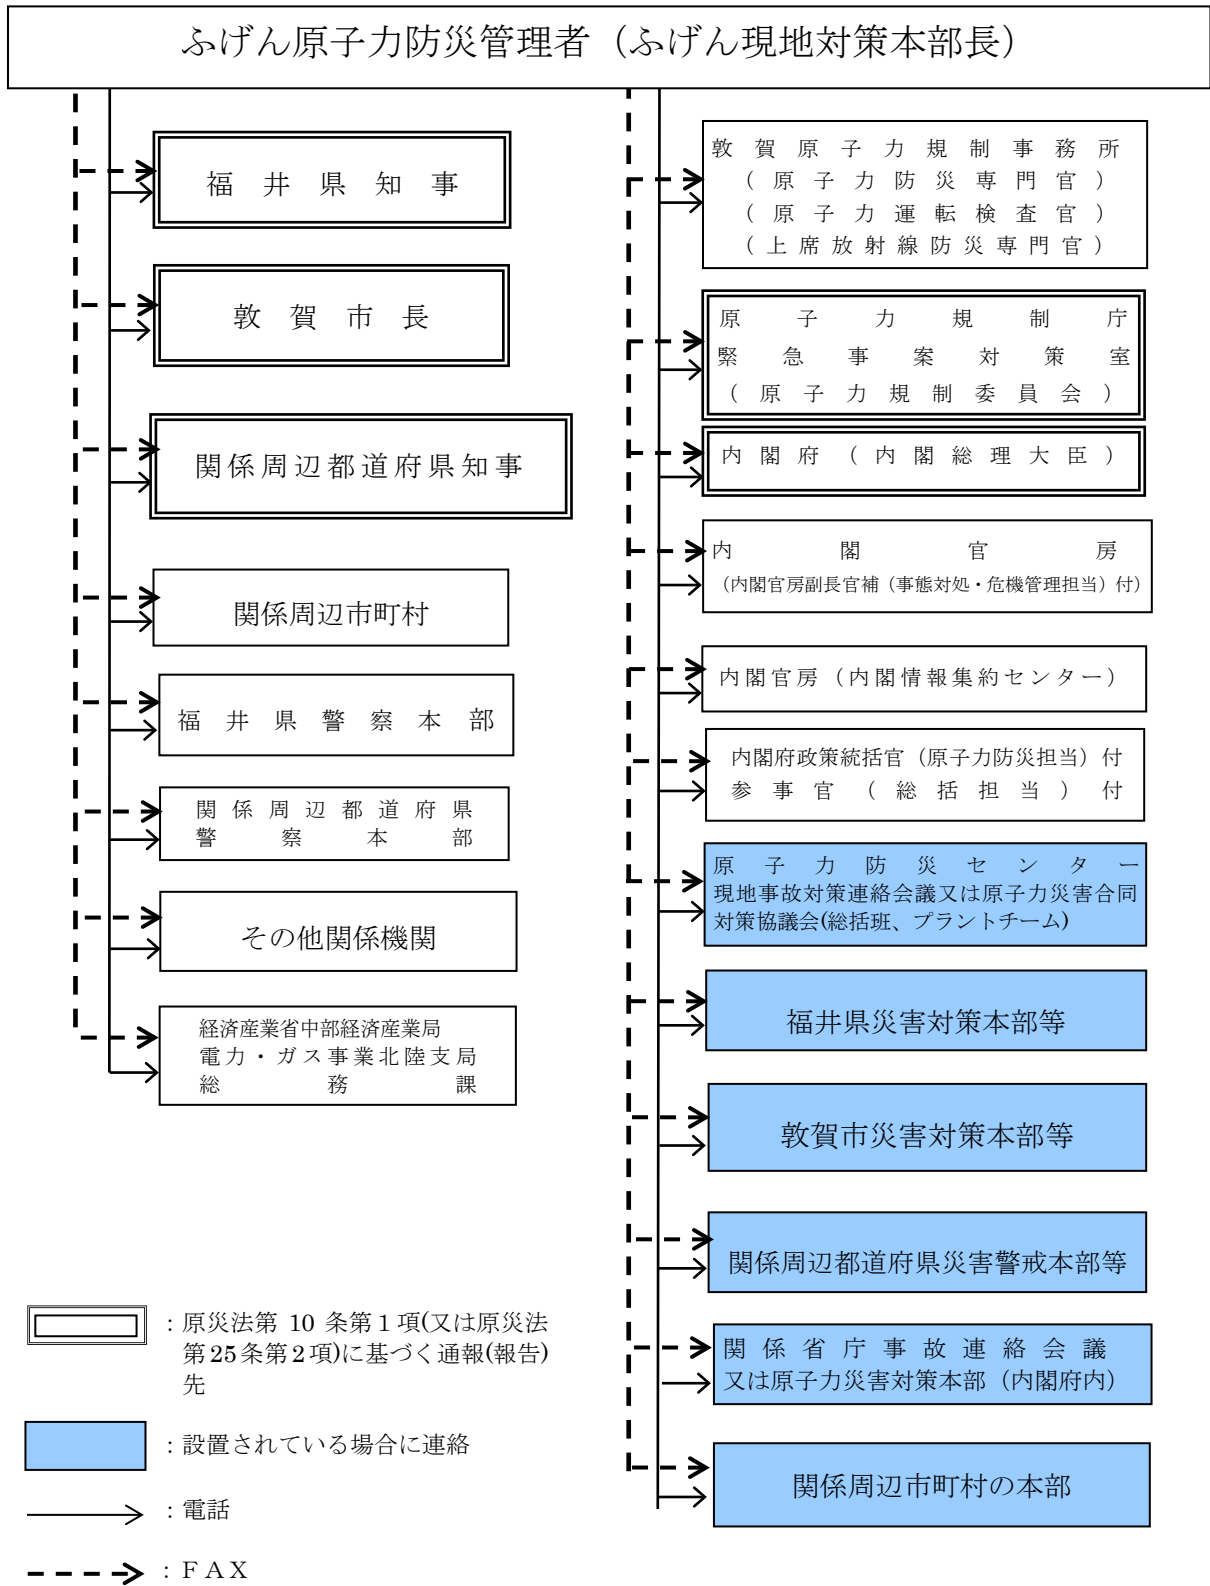 ふげん原子力防災管理者（ふげん現地対策本部長）
福井県知事
敦賀市長
関係周辺都道府県知事
関係周辺市町村
福井県警察本部
関係周辺都道府県
警察本部
その他関係機関
経済産業省中部経済産業局
電力・ガス事業北陸支局
総務課
敦賀原子力規制事務所
（原子力防災専門官）
（原子力運転検査官）
（上席放射線防災専門官）
原子力規制庁
緊急事案対策室
（原子力規制委員会）
内閣府（内閣総理大臣）
内閣官房
（内閣官房副長官補（事態対処・危機管理担当）付）
内閣官房（内閣情報集約センター）
内閣府政策統括官（原子力防災担当）付
参事官（総括担当）付
原子力防災センター
現地事故対策連絡会議又は原子力災害合同
対策協議会(総括班、プラントチーム)
福井県災害対策本部等
敦賀市災害対策本部等
関係周辺都道府県災害警戒本部等
関係省庁事故連絡会議
又は原子力災害対策本部（内閣府内）
関係周辺市町村の本部
：原災法第 10 条第１項(又は原災法
第25条第２項)に基づく通報(報告)
先
：設置されている場合に連絡
：電話
：ＦＡＸ